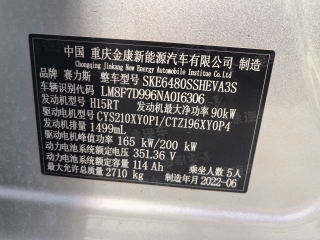 中国 重庆金康新能源汽车有限公司 制造
Chongqing Jinkang New Energy Automobile Institue Co.Ltd
品牌 赛力斯 整车型号 SKE6480SSHEVA3S
车辆识别代号 LM8F7D996NA016306
发动机型号 H15RT 发动机最大净功率 90kW
驱动电机型号 CYS210XY0P1/CTZ196XY0P4
发动机排量 1499mL
驱动电机峰值功率 165 kW/200 kW
动力电池系统额定电压 351.36 V
动力电池系统额定容量 114 Ah 乘坐人数 5人
最大允许总质量 2710 kg 制造年月 2022-06